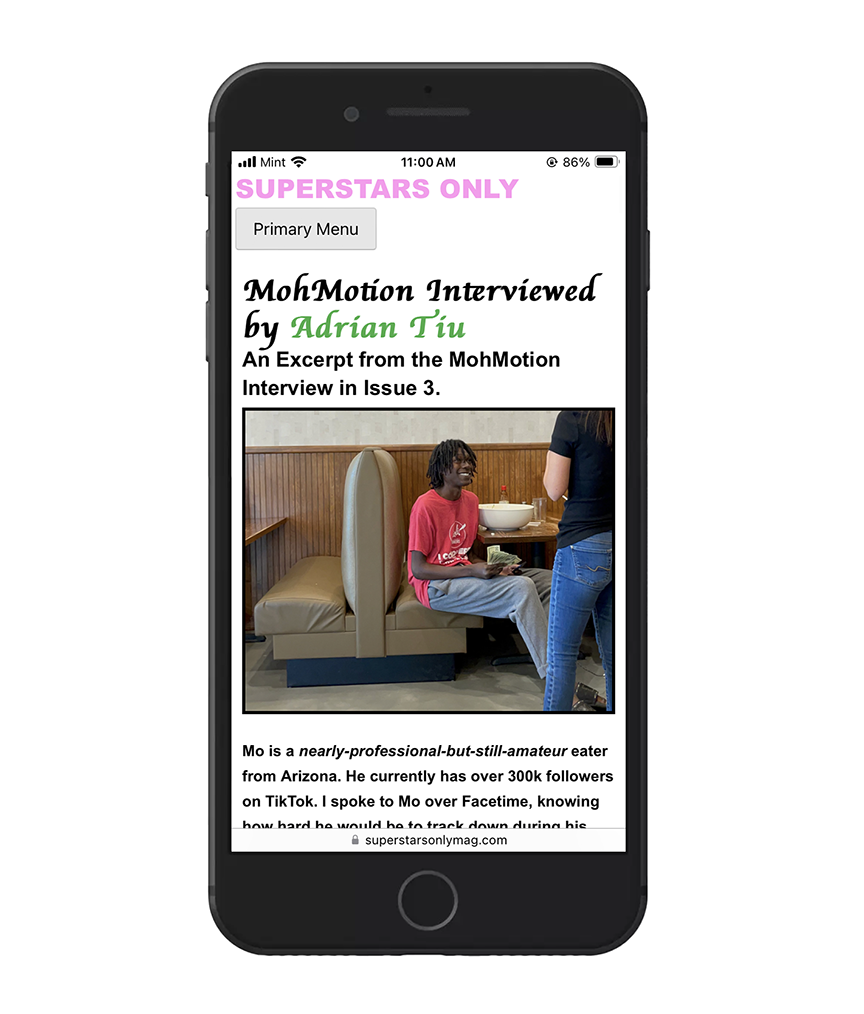 Mint 11:00 AM 86%
SUPERSTARS ONLY
Primary Menu
MohMotion Interviewed
by Adrian Tiu
An Excerpt from the MohMotion
Interview in Issue 3.
Mo is a nearly-professional-but-still-amateur eater
from Arizona. He currently has over 300k followers
on TikTok. I spoke to Mo over Facetime, knowing
how hard he would be to track down during his
superstarsonlymag.com